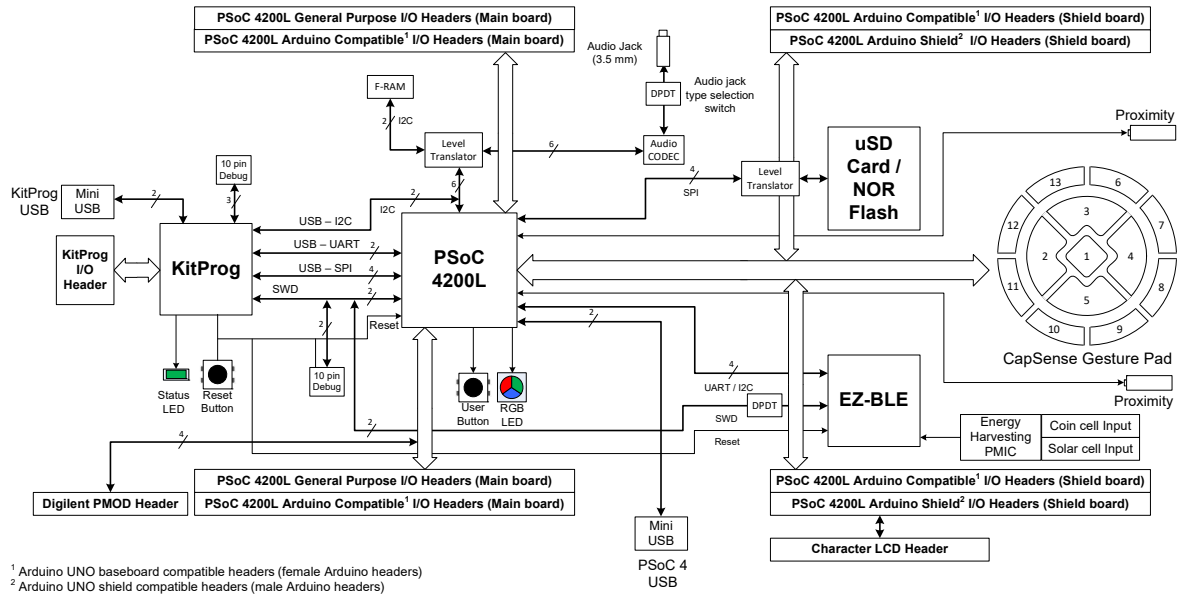 PSoC 4200L General Purpose I/O Headers (Main board)
PSoC 4200L Arduino Compatible1 I/O Headers (Main board)
PSoC 4200L Arduino Compatible1 I/O Headers (Shield board)
PSoC 4200L Arduino Shield2 I/O Headers (Shield board)
Audio Jack
(3.5 mm)
DPDT
Audio jack
type selection
switch
F-RAM
2
I2C
Level
Translator
6
Audio
CODEC
6
10 pin
Debug
3
KitProg
USB
Mini
USB
2
2
I2C
4
SPI
Level
Translator
uSD
Card /
NOR
Flash
Proximity
KitProg
I/O
Header
KitProg
USB – I2C
USB – UART
2
USB – SPI
4
SWD
2
Reset
PSoC
4200L
13
6
12
3
7
2
1
4
11
5
8
10
9
CapSense Gesture Pad
Status
LED
Reset
Button
2
10 pin
Debug
User
Button
RGB
LED
2
4
UART / I2C
SWD
DPDT
Reset
EZ-BLE
Proximity
Energy
Harvesting
PMIC
Coin cell Input
Solar cell Input
2
4
Digilent PMOD Header
PSoC 4200L General Purpose I/O Headers (Main board)
PSoC 4200L Arduino Compatible1 I/O Headers (Main board)
Mini
USB
PSoC 4
USB
PSoC 4200L Arduino Compatible1 I/O Headers (Shield board)
PSoC 4200L Arduino Shield2 I/O Headers (Shield board)
Character LCD Header
1 Arduino UNO baseboard compatible headers (female Arduino headers)
2 Arduino UNO shield compatible headers (male Arduino headers)